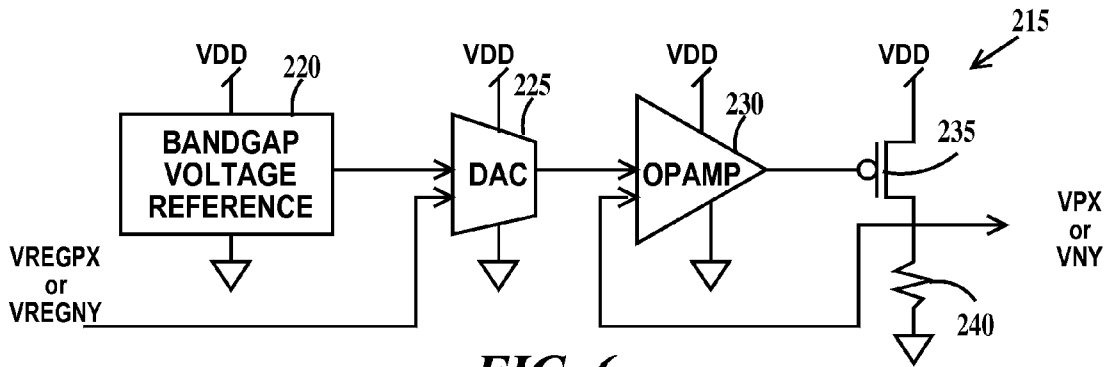 215
VDD
220
VDD
225
VDD
230
VDD
235
BANDGAP
VOLTAGE
REFERENCE
DAC
OPAMP
VPX
or
VNY
VREGPX
or
VREGNY
240